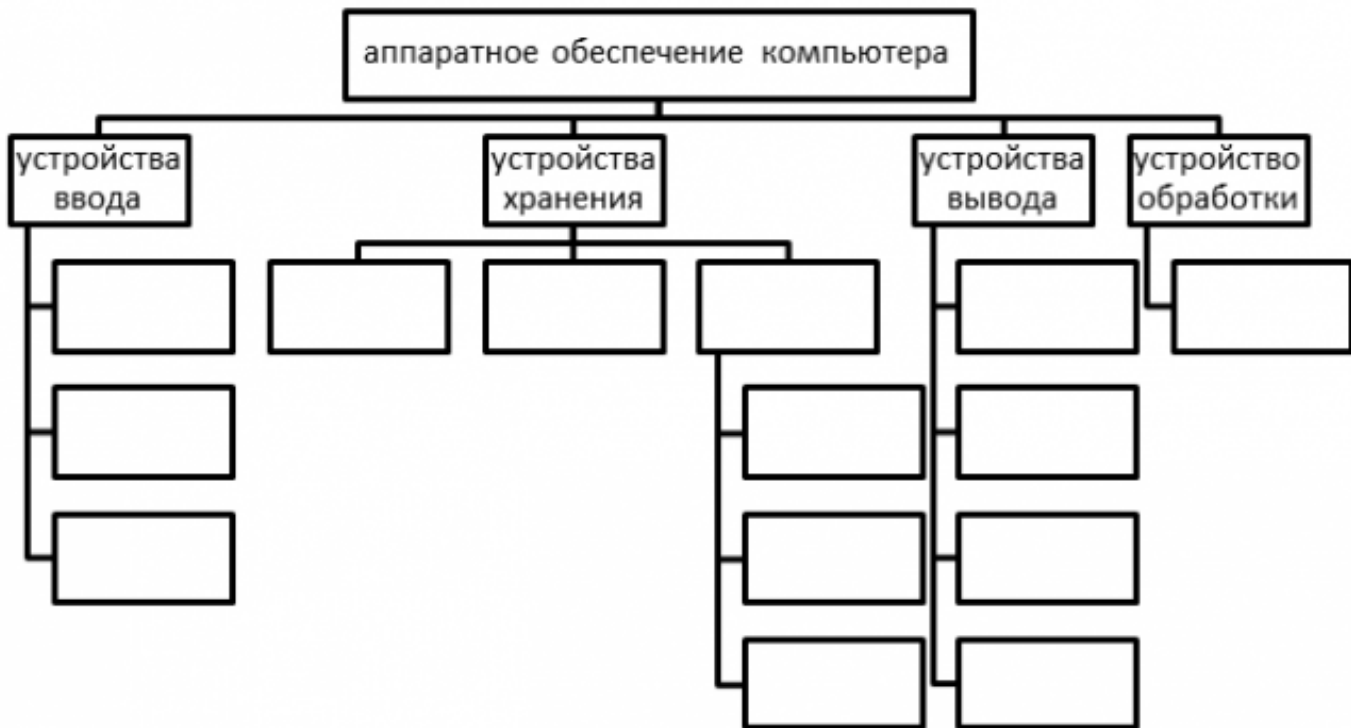 аппаратное обеспечение компьютера
устройства
ввода
устройства
хранения
устройства
вывода
устройство
обработки